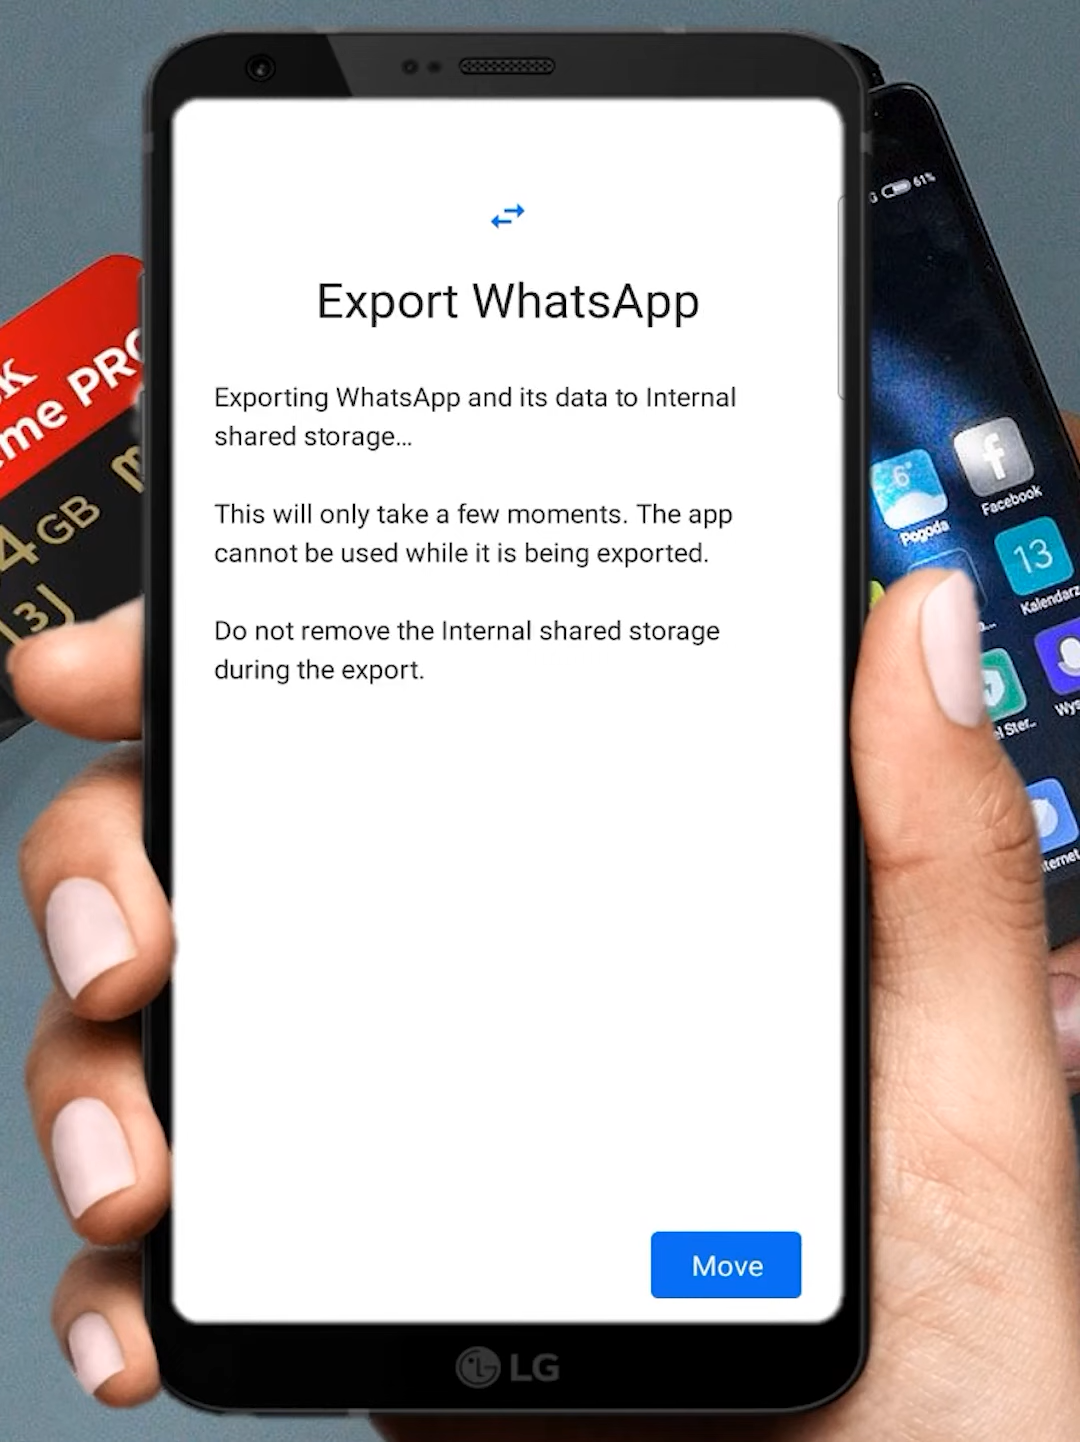 Export WhatsApp
Exporting WhatsApp and its data to Internal
shared storage...
This will only take a few moments. The app
cannot be used while it is being exported.
Do not remove the Internal shared storage
during the export.
Move
LG
61%
6°
Pogoda
Facebook
13
Kalendarz
GB